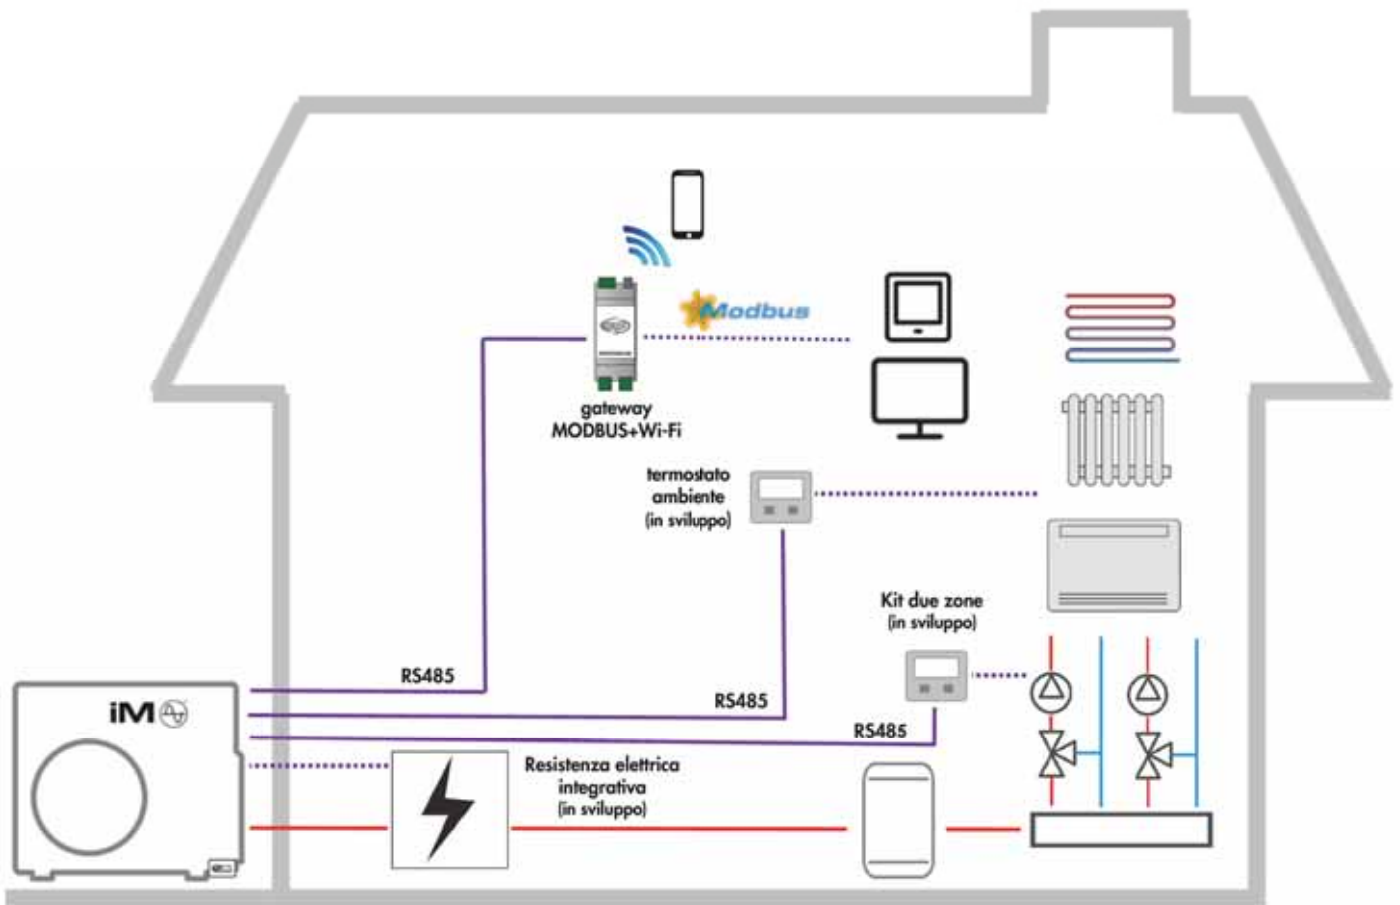 Modbus
gateway
MODBUS+Wi-Fi
termostato
ambiente
(in sviluppo)
Kit due zone
(in sviluppo)
RS485
RS485
RS485
iM
Resistenza elettrica
integrativa
(in sviluppo)